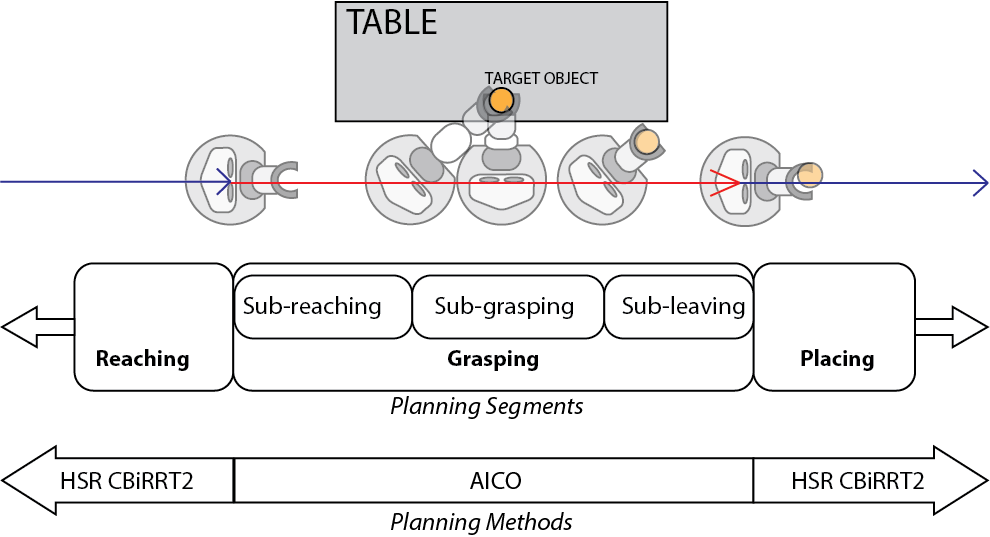 TABLE
TARGET OBJECT
Sub-reaching Sub-grasping Sub-leaving
Reaching Grasping Placing
Planning Segments
HSR CBiRRT2 AICO HSR CBiRRT2
Planning Methods